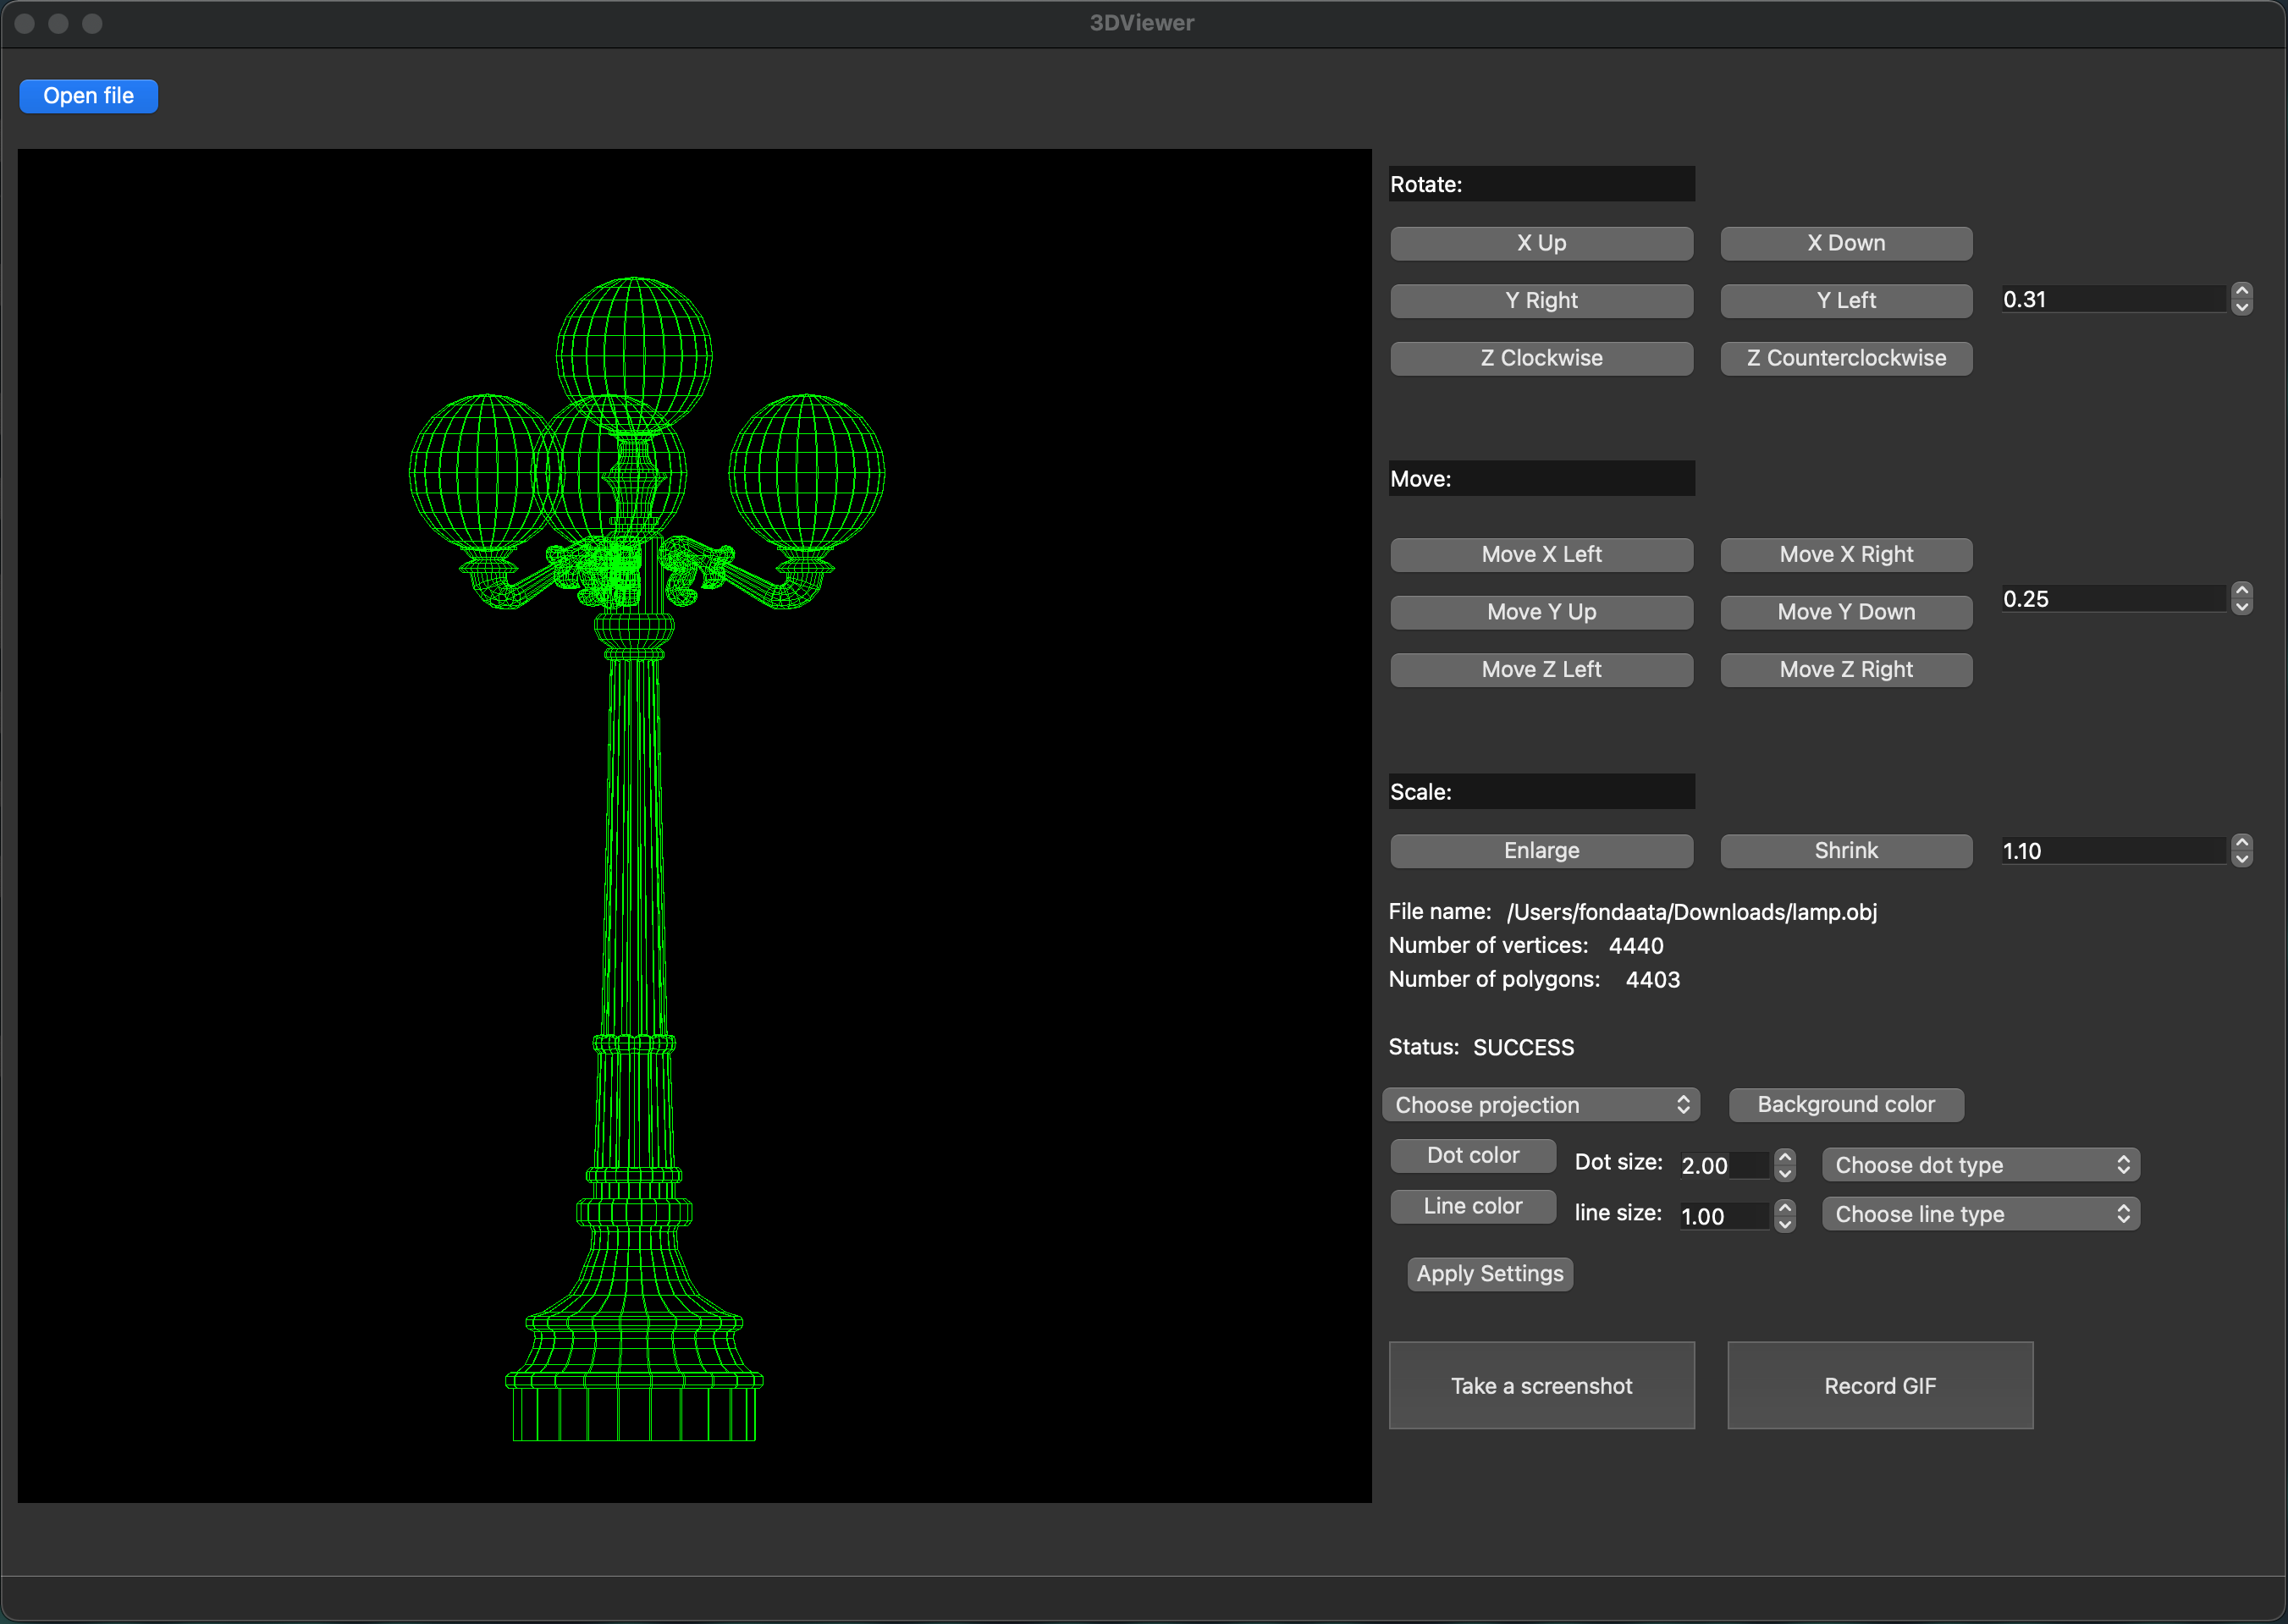 3DViewer
Open file
Rotate:
X Up X Down
Y Right Y Left 0.31
Z Clockwise Z Counterclockwise
Move:
Move X Left Move X Right
Move Y Up Move Y Down 0.25
Move Z Left Move Z Right
Scale:
Enlarge Shrink 1.10
File name: /Users/fondaata/Downloads/lamp.obj
Number of vertices: 4440
Number of polygons: 4403
Status: SUCCESS
Choose projection Background color
Dot color Dot size: 2.00 Choose dot type
Line color line size: 1.00 Choose line type
Apply Settings
Take a screenshot Record GIF